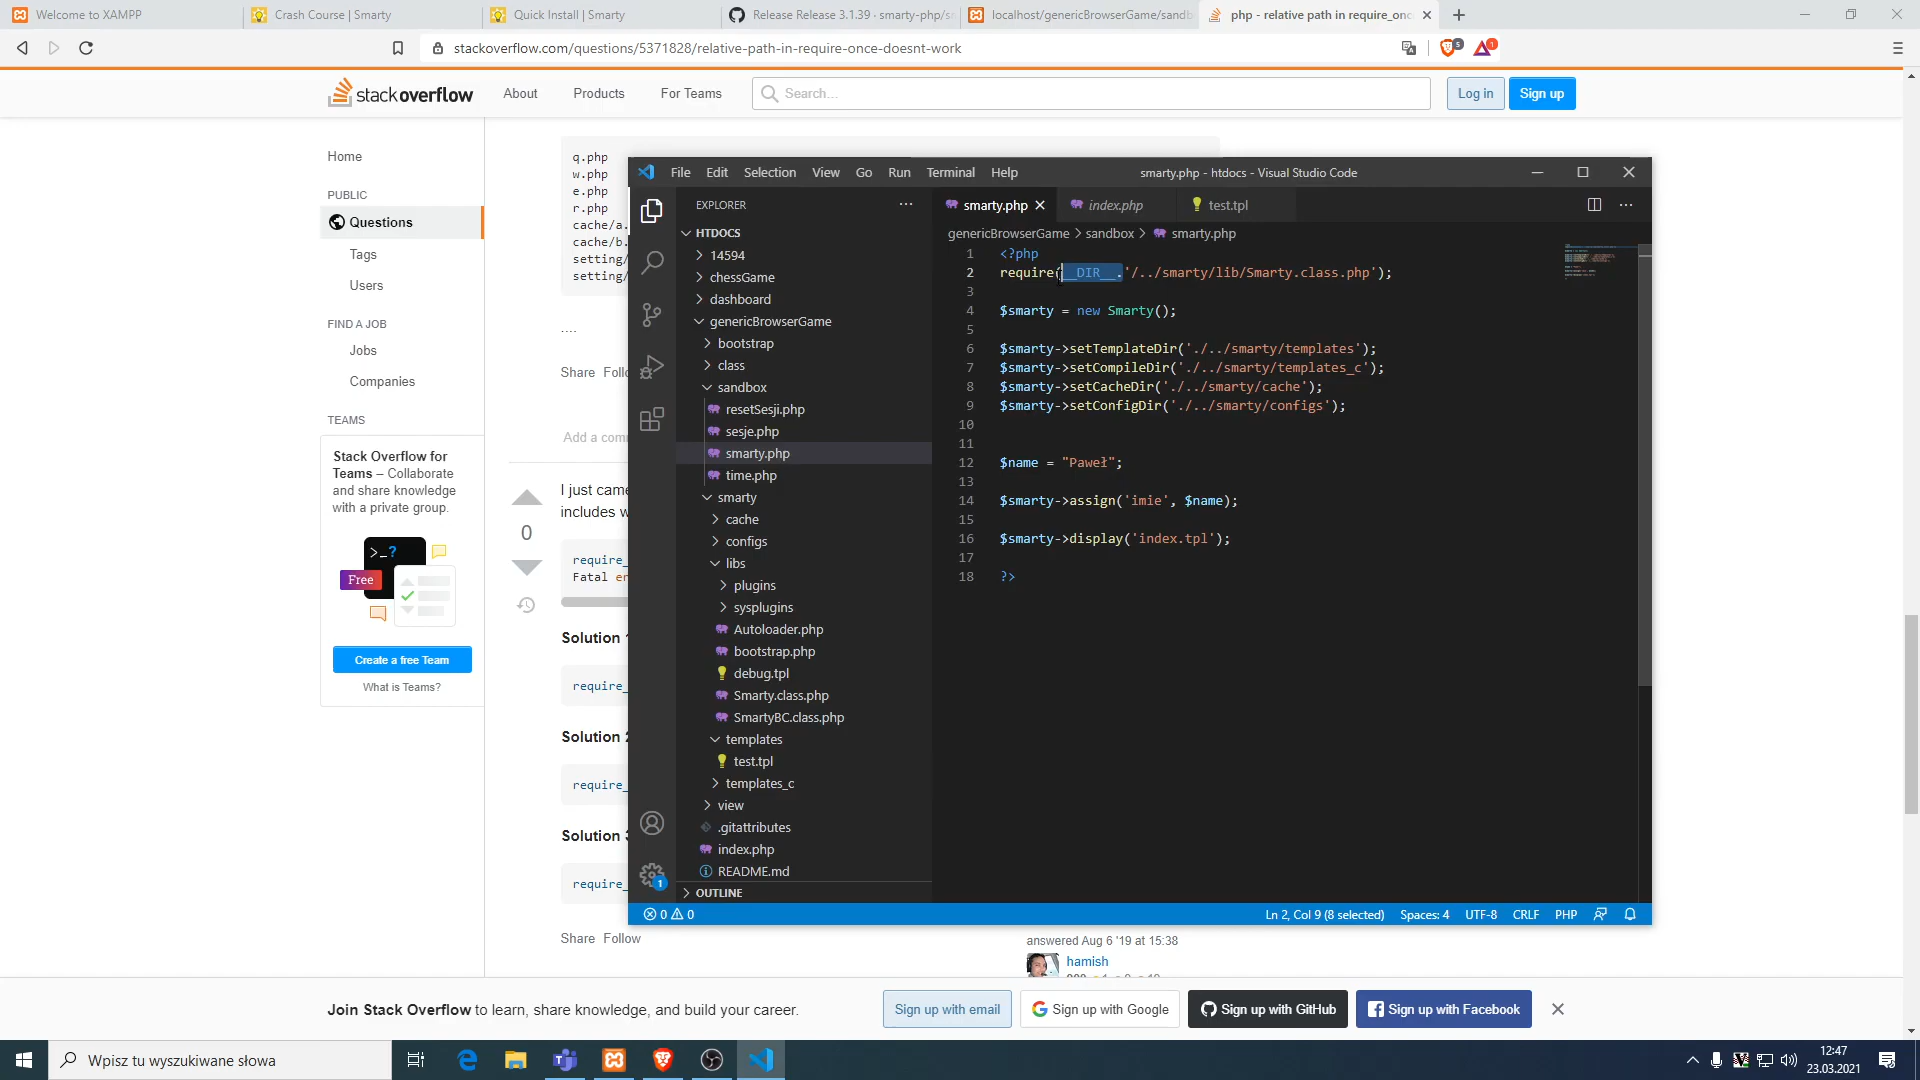 Welcome to XAMPP
Crash Course | Smarty
Quick Install | Smarty
Release Release 3.1.39 · smarty-php/s
localhost/genericBrowserGame/sandb
php - relative path in require_onc
stackoverflow.com/questions/5371828/relative-path-in-require-once-doesnt-work
5
1
stackoverflow
About
Products
For Teams
Search...
Log in
Sign up
Home
PUBLIC
Questions
Tags
Users
FIND A JOB
Jobs
Companies
TEAMS
Stack Overflow for
Teams – Collaborate
and share knowledge
with a private group.
>_?
Free
Create a free Team
What is Teams?
q.php
w.php
e.php
r.php
cache/a.
cache/b.
setting/
setting/
....
Share Follo
Add a comm
I just came
includes w
0
require_
Fatal er
Solution 1
require_
Solution 2
require_
Solution 3
require_
Share Follow
answered Aug 6 '19 at 15:38
hamish
File Edit Selection View Go Run Terminal Help
smarty.php - htdocs - Visual Studio Code
EXPLORER
HTDOCS
14594
chessGame
dashboard
genericBrowserGame
bootstrap
class
sandbox
resetSesji.php
sesje.php
smarty.php
time.php
smarty
cache
configs
libs
plugins
sysplugins
Autoloader.php
bootstrap.php
debug.tpl
Smarty.class.php
SmartyBC.class.php
templates
test.tpl
templates_c
view
.gitattributes
index.php
README.md
OUTLINE
1
smarty.php
index.php
test.tpl
genericBrowserGame > sandbox > smarty.php
1 <?php
2 require(__DIR__.'/../smarty/lib/Smarty.class.php');
3
4 $smarty = new Smarty();
5
6 $smarty->setTemplateDir('./../smarty/templates');
7 $smarty->setCompileDir('./../smarty/templates_c');
8 $smarty->setCacheDir('./../smarty/cache');
9 $smarty->setConfigDir('./../smarty/configs');
10
11
12 $name = "Paweł";
13
14 $smarty->assign('imie', $name);
15
16 $smarty->display('index.tpl');
17
18 ?>
0 0
Ln 2, Col 9 (8 selected) Spaces: 4 UTF-8 CRLF PHP
Join Stack Overflow to learn, share knowledge, and build your career.
Sign up with email
Sign up with Google
Sign up with GitHub
Sign up with Facebook
Wpisz tu wyszukiwane słowa
12:47
23.03.2021